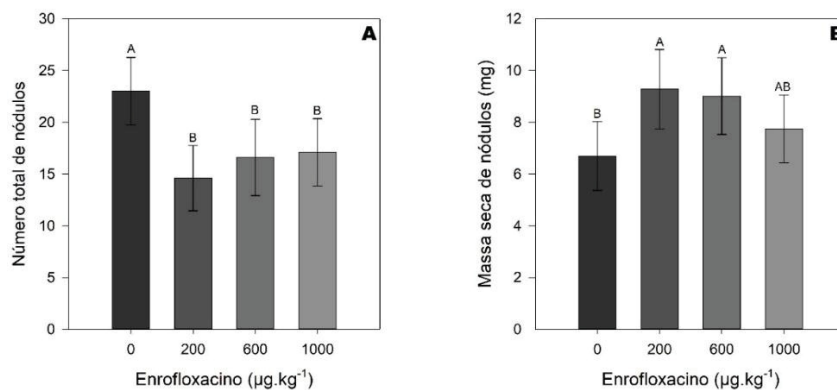 A
30
25
20
15
10
5
0
Número total de nódulos
A
B
B
B
0 200 600 1000
Enrofloxacino (µg.kg⁻¹)
12
10
8
6
4
2
0
Massa seca de nódulos (mg)
B
A
A
AB
0 200 600 1000
Enrofloxacino (µg.kg⁻¹)